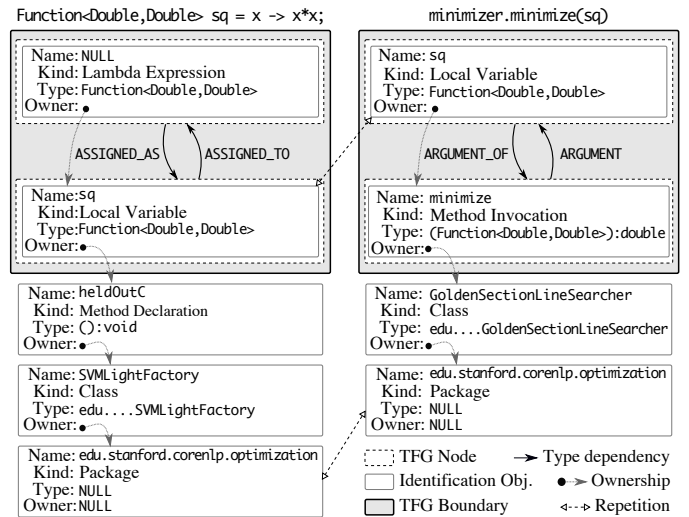 Function<Double,Double> sq = x -> x*x;
Name: NULL
Kind: Lambda Expression
Type: Function<Double,Double>
Owner:
ASSIGNED_AS
ASSIGNED_TO
Name:sq
Kind:Local Variable
Type:Function<Double,Double>
Owner:
Name: heldOutC
Kind: Method Declaration
Type: ():void
Owner:
Name: SVMLightFactory
Kind: Class
Type: edu....SVMLightFactory
Owner:
Name: edu.stanford.corenlp.optimization
Kind: Package
Type: NULL
Owner:NULL
minimizer.minimize(sq)
Name: sq
Kind: Local Variable
Type: Function<Double,Double>
Owner:
ARGUMENT_OF
ARGUMENT
Name: minimize
Kind: Method Invocation
Type: (Function<Double,Double>):double
Owner:
Name: GoldenSectionLineSearcher
Kind: Class
Type: edu....GoldenSectionLineSearcher
Owner:
Name: edu.stanford.corenlp.optimization
Kind: Package
Type: NULL
Owner: NULL
TFG Node
Type dependency
Identification Obj.
Ownership
TFG Boundary
Repetition